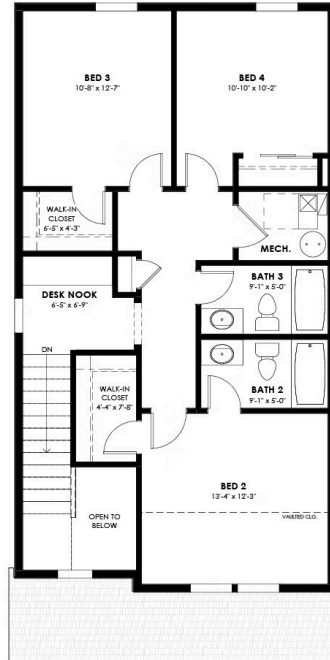 BED 3
10'-8" x 12'-7"
BED 4
10'-10" x 10'-2"
WALK-IN
CLOSET
6'-5" x 4'-3"
MECH.
DESK NOOK
6'-5" x 6'-9"
BATH 3
9'-1" x 5'-0"
DN
WALK-IN
CLOSET
4'-4" x 7'-8"
BATH 2
9'-1" x 5'-0"
BED 2
13'-4" x 12'-3"
VAULTED CLG.
OPEN TO
BELOW